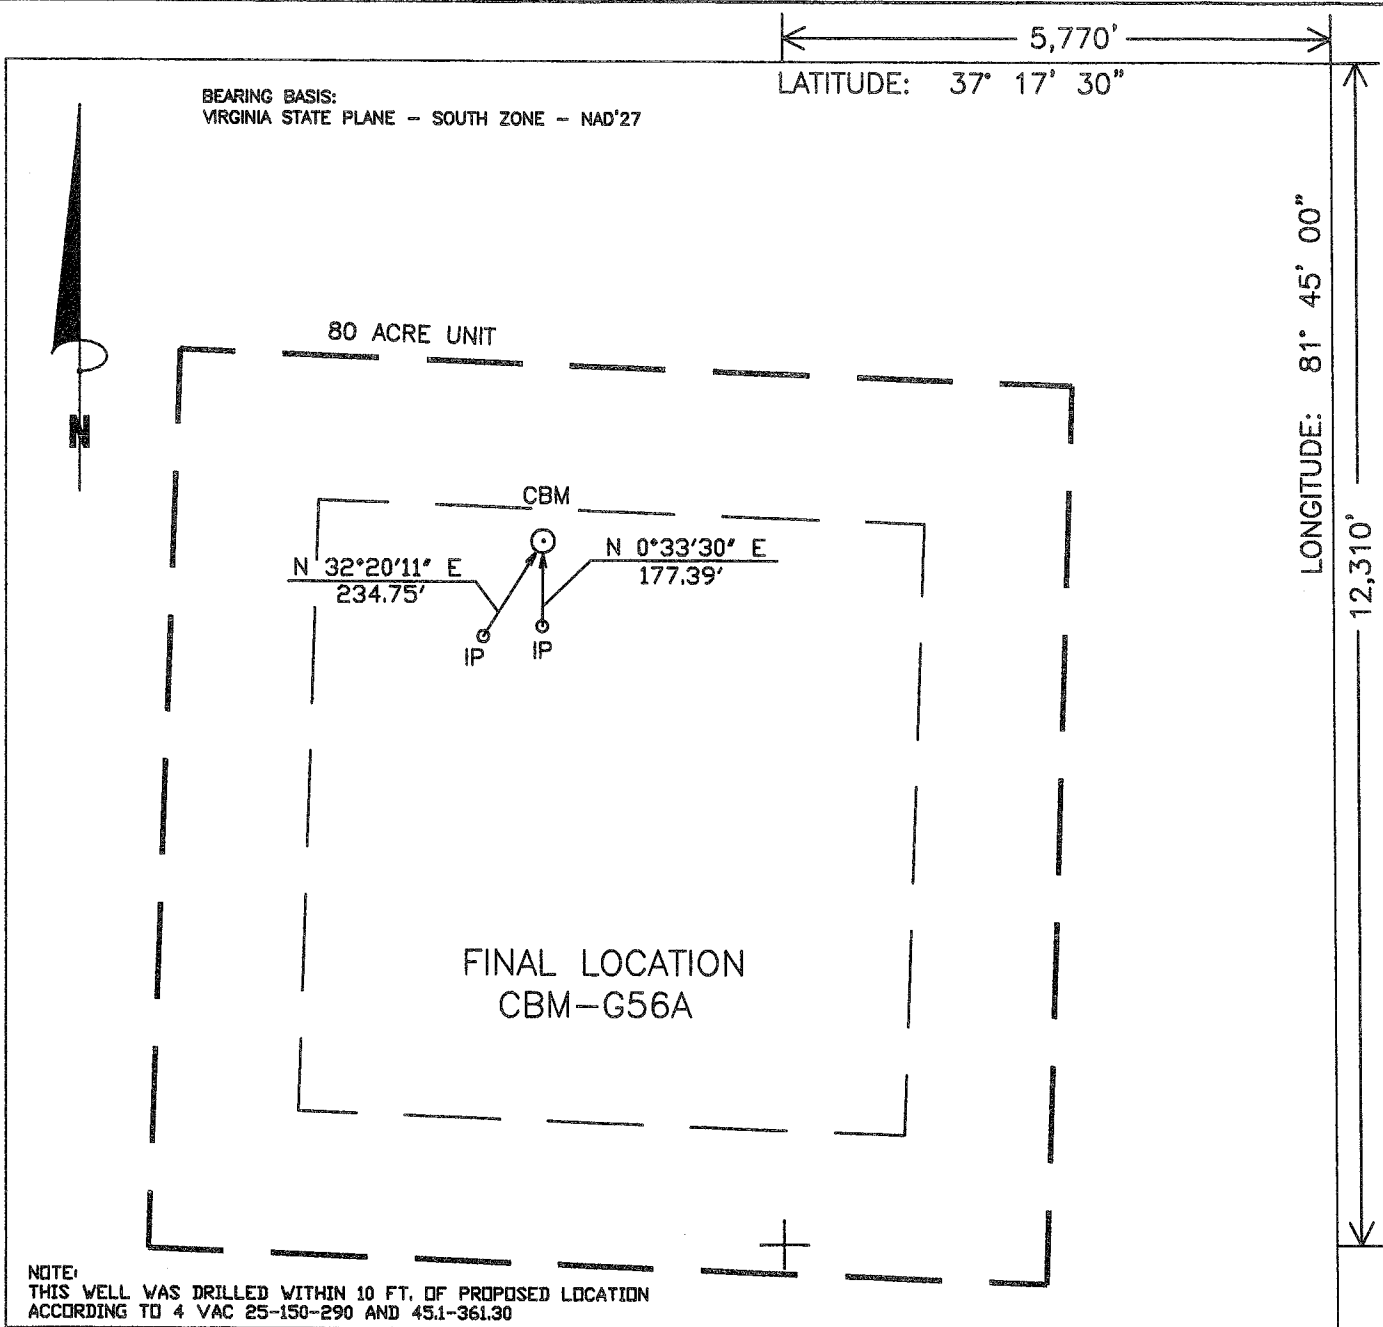 5,770'
LATITUDE: 37° 17' 30"
BEARING BASIS:
VIRGINIA STATE PLANE - SOUTH ZONE - NAD'27
LONGITUDE: 81° 45' 00"
12,310'
N
80 ACRE UNIT
CBM
N 32°20'11" E
234.75'
N 0°33'30" E
177.39'
IP
IP
FINAL LOCATION
CBM-G56A
NOTE:
THIS WELL WAS DRILLED WITHIN 10 FT. OF PROPOSED LOCATION
ACCORDING TO 4 VAC 25-150-290 AND 45.1-361.30